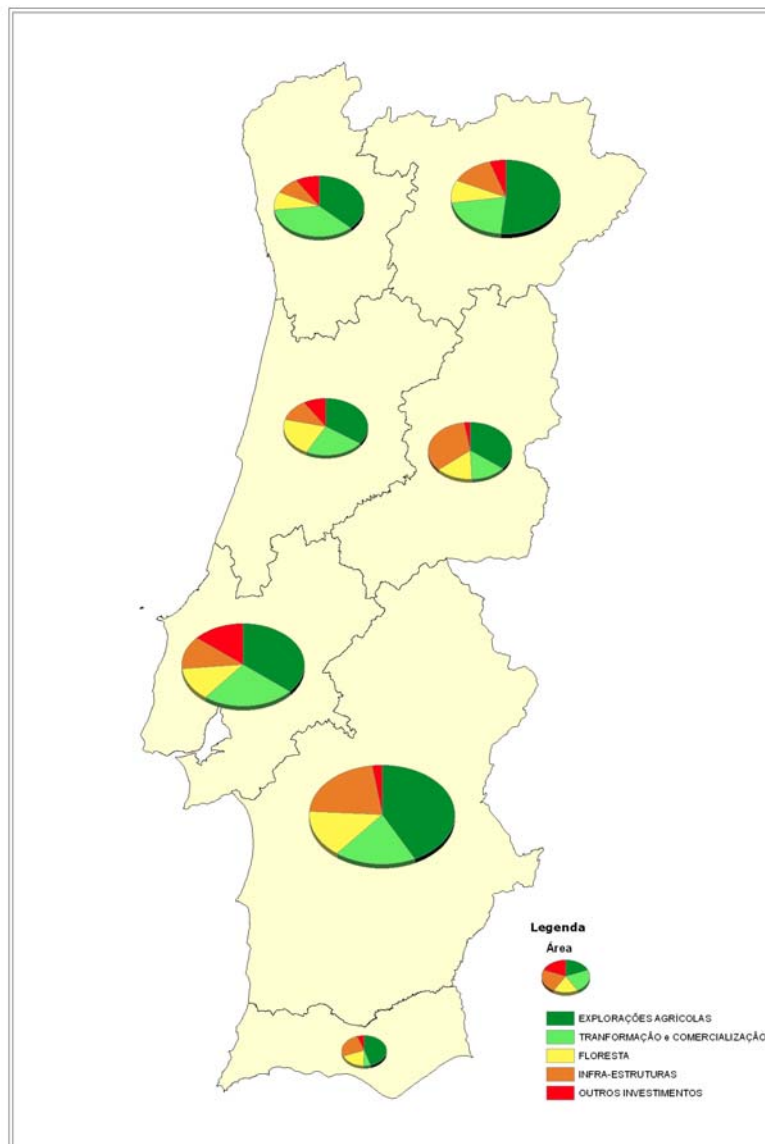 Legenda
Área
EXPLORAÇÕES AGRÍCOLAS
TRANFORMAÇÃO e COMERCIALIZAÇÃO
FLORESTA
INFRA-ESTRUTURAS
OUTROS INVESTIMENTOS